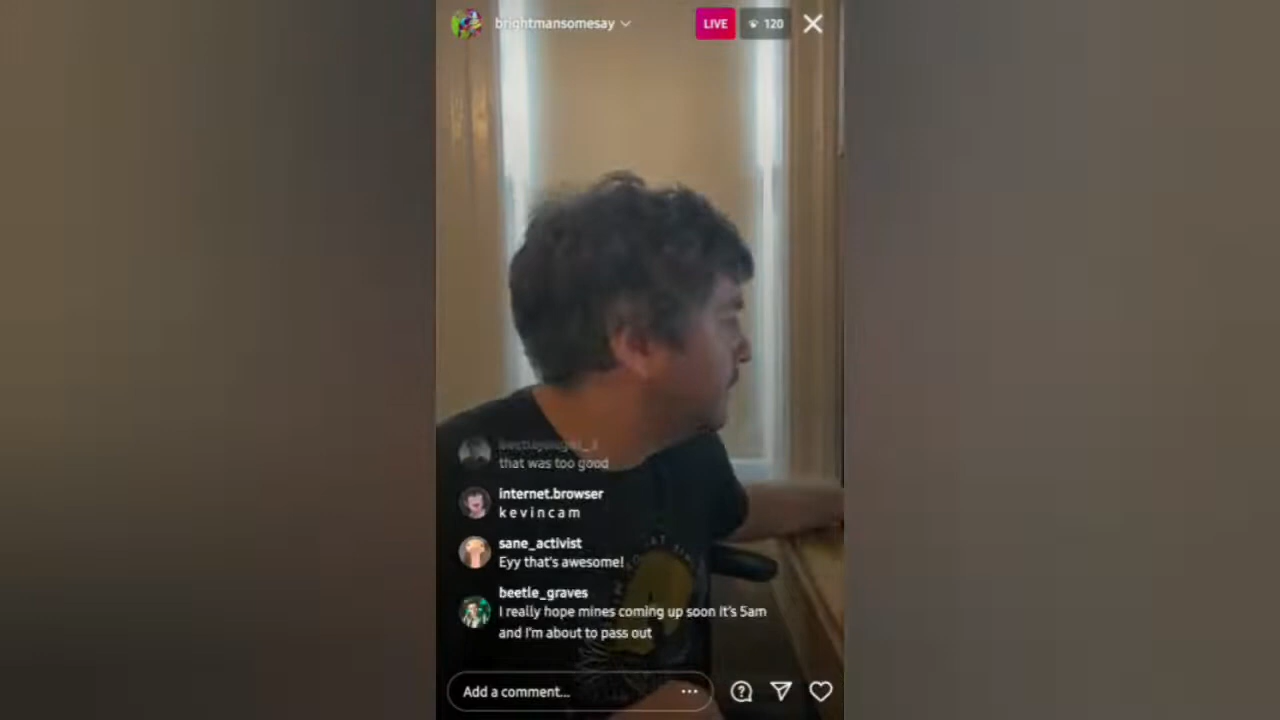 brightmansomesay
LIVE
120
that was too good
internet.browser
k e v i n c a m
sane_activist
Eyy that's awesome!
beetle_graves
I really hope mines coming up soon it's 5am
and I'm about to pass out
Add a comment...